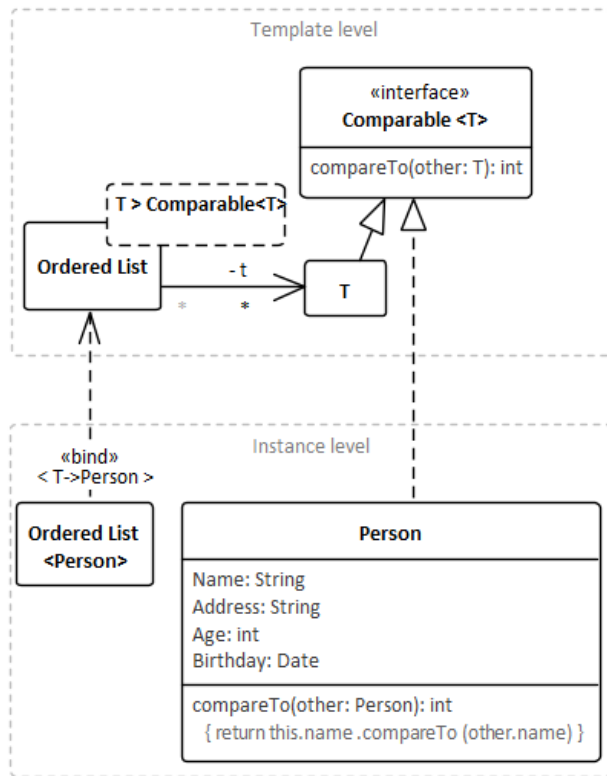 Template level
«interface»
Comparable <T>
compareTo(other: T): int
T > Comparable<T>
Ordered List
- t
* *
T
Instance level
«bind»
< T->Person >
Ordered List
<Person>
Person
Name: String
Address: String
Age: int
Birthday: Date
compareTo(other: Person): int
{ return this.name .compareTo (other.name) }